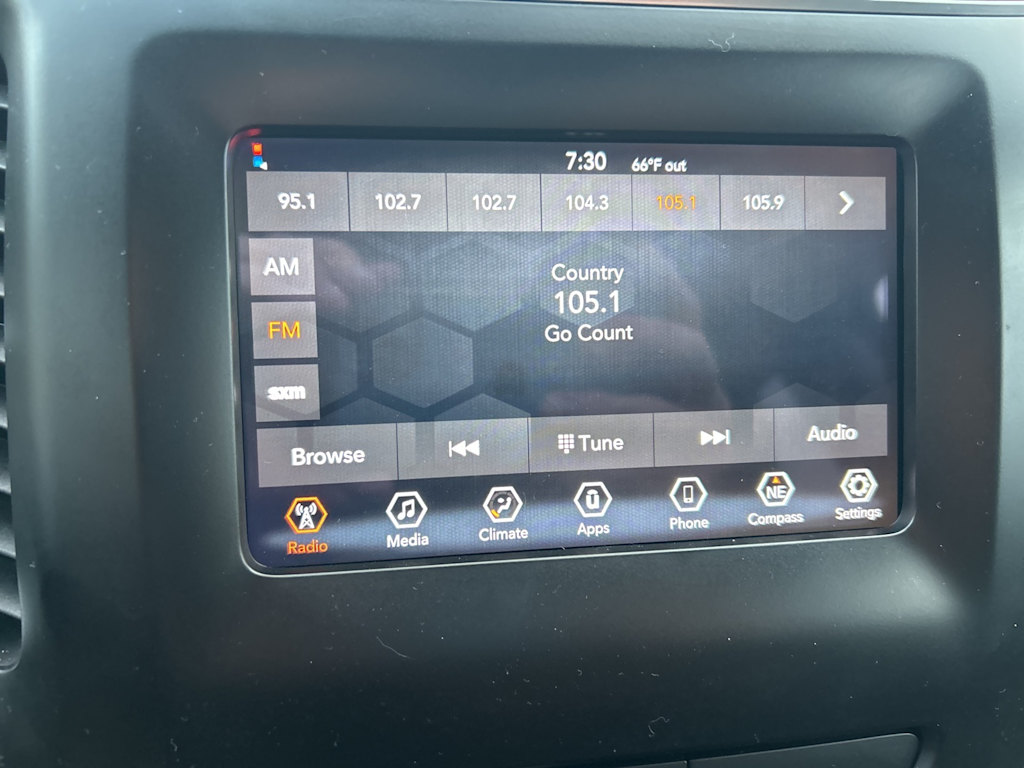 7:30 66°F out
95.1 102.7 102.7 104.3 105.1 105.9
AM
Country
105.1
FM
Go Count
sxm
Browse Tune Audio
Radio Media Climate Apps Phone NE Compass Settings